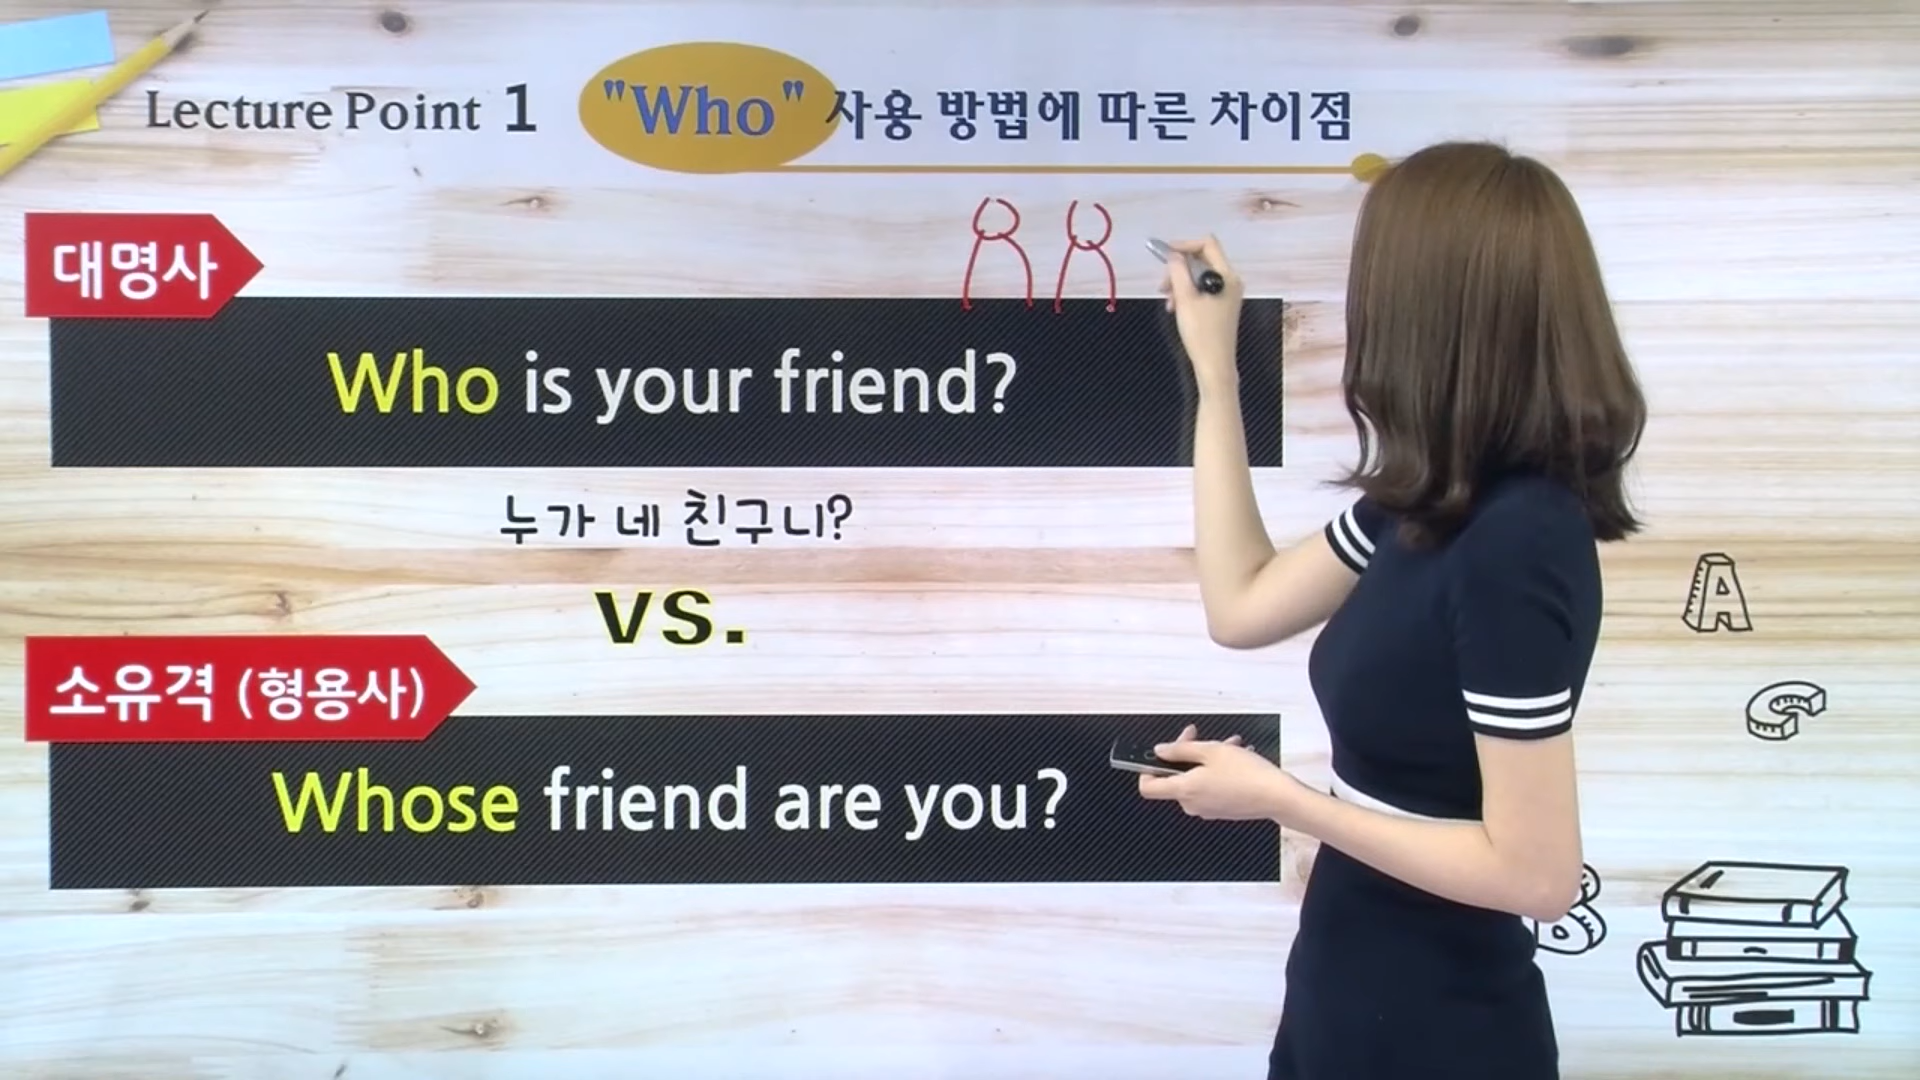 Lecture Point 1 "Who" 사용 방법에 따른 차이점
대명사
Who is your friend?
누가 네 친구니?
vs.
소유격 (형용사)
Whose friend are you?
A
C
B